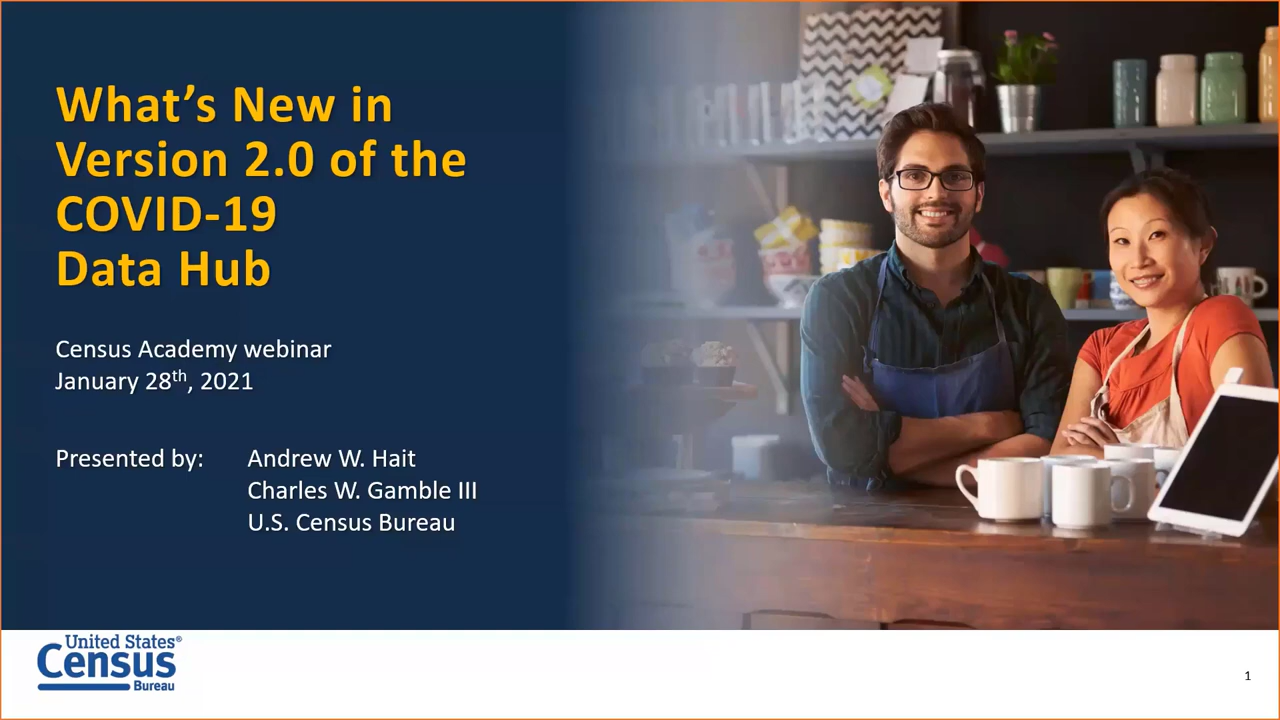 What's New in
Version 2.0 of the
COVID-19
Data Hub
Census Academy webinar
January 28th, 2021
Presented by: Andrew W. Hait
Charles W. Gamble III
U.S. Census Bureau
United States®
Census
Bureau
1